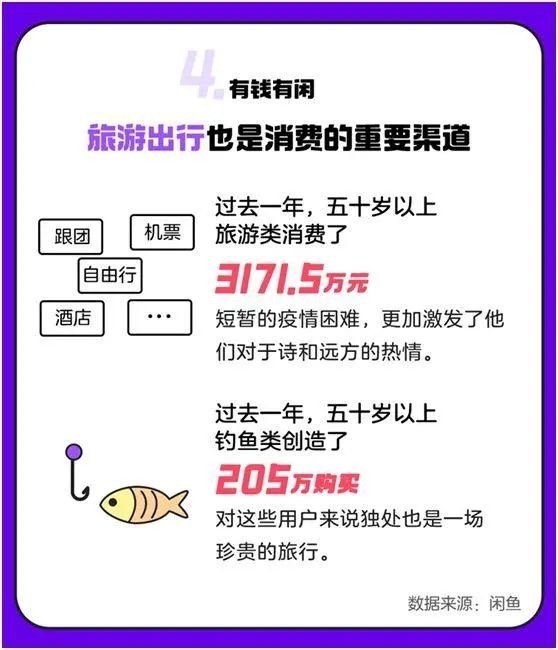 4.有钱有闲
旅游出行也是消费的重要渠道
过去一年，五十岁以上
旅游类消费了
跟团
机票
自由行
酒店
...
3171.5万元
短暂的疫情困难，更加激发了他
们对于诗和远方的热情。
过去一年，五十岁以上
钓鱼类创造了
205万购买
对这些用户来说独处也是一场
珍贵的旅行。
数据来源：闲鱼